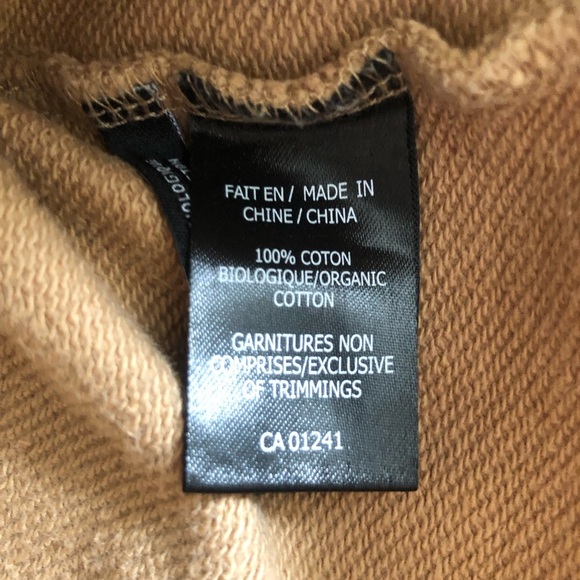 FAIT EN / MADE IN
CHINE / CHINA
100% COTON
BIOLOGIQUE/ORGANIC
COTTON
GARNITURES NON
COMPRISES/EXCLUSIVE
OF TRIMMINGS
CA 01241